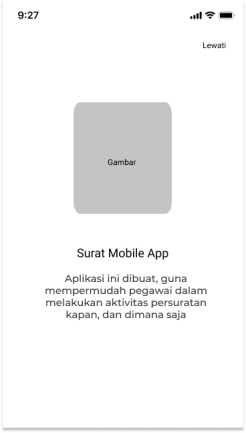 9:27
Lewati
Gambar
Surat Mobile App
Aplikasi ini dibuat, guna
mempermudah pegawai dalam
melakukan aktivitas persuratan
kapan, dan dimana saja